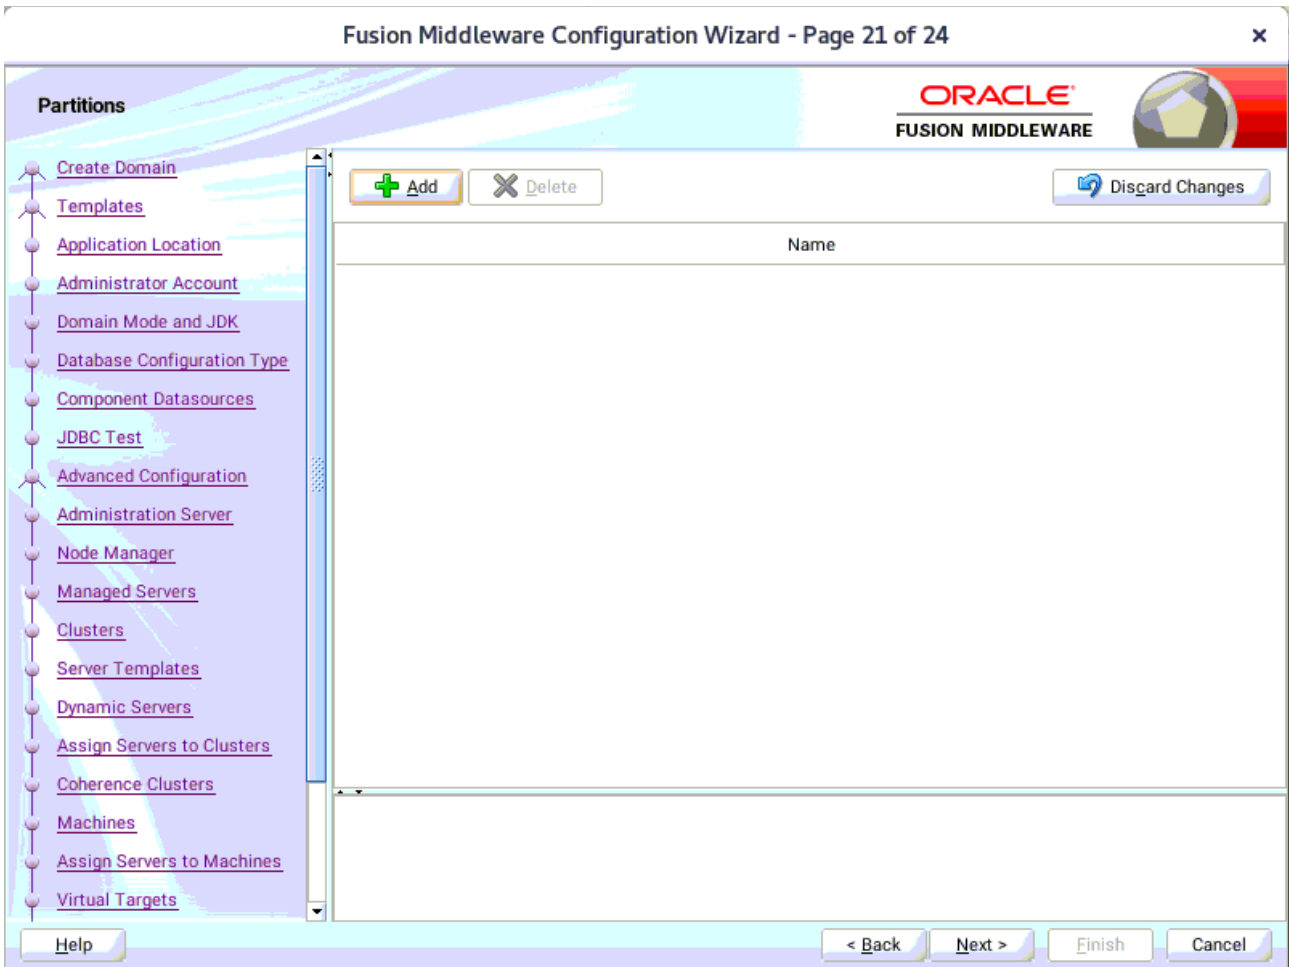 Fusion Middleware Configuration Wizard - Page 21 of 24
Partitions
ORACLE
FUSION MIDDLEWARE
Create Domain
Templates
Application Location
Administrator Account
Domain Mode and JDK
Database Configuration Type
Component Datasources
JDBC Test
Advanced Configuration
Administration Server
Node Manager
Managed Servers
Clusters
Server Templates
Dynamic Servers
Assign Servers to Clusters
Coherence Clusters
Machines
Assign Servers to Machines
Virtual Targets
Add Delete Discard Changes
Name
Help < Back Next > Finish Cancel